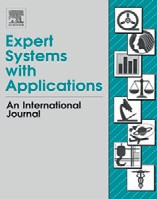 Expert
Systems
with
Applications
An International
Journal